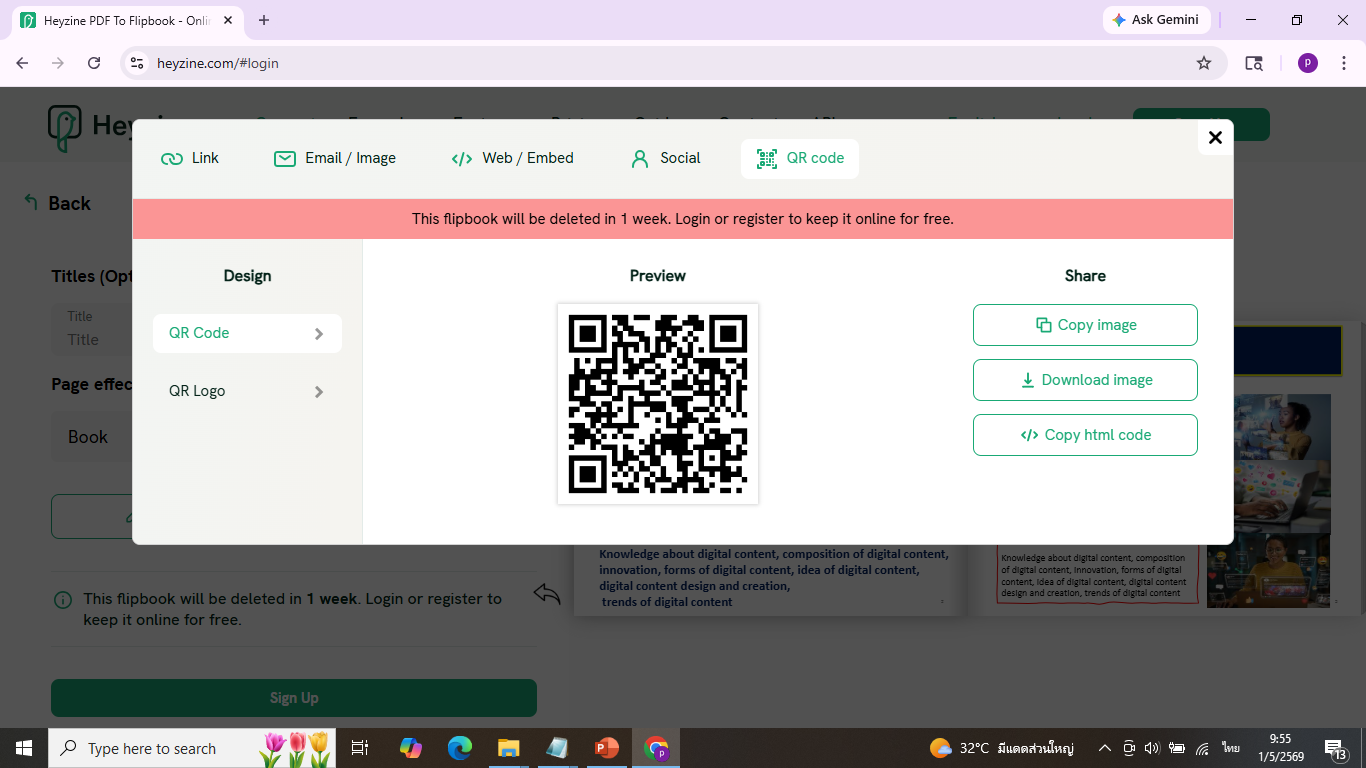 Heyzine PDF To Flipbook - Onli
Ask Gemini
heyzine.com/#login
p
Link
Email / Image
Web / Embed
Social
QR code
This flipbook will be deleted in 1 week. Login or register to keep it online for free.
Back
Design
Preview
Share
Titles (Opt
Title
Title
QR Code
QR Logo
Copy image
Download image
Copy html code
Page effec
Book
Knowledge about digital content, composition of digital content,
innovation, forms of digital content, idea of digital content,
digital content design and creation,
trends of digital content
Knowledge about digital content, composition
of digital content, Innovation, forms of digital
content, Idea of digital content, digital content
design and creation, trends of digital content
This flipbook will be deleted in 1 week. Login or register to
keep it online for free.
Sign Up
Type here to search
32°C มีแดดส่วนใหญ่
ไทย
9:55
1/5/2569
13